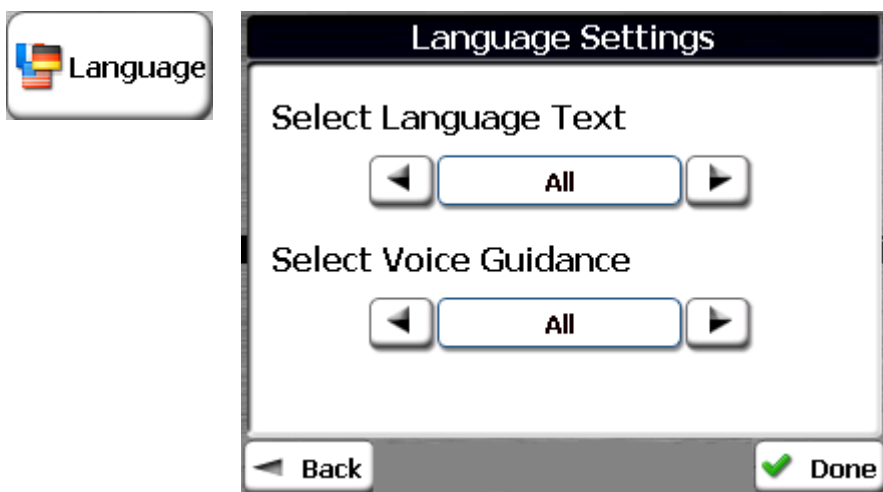 Language
Language Settings
Select Language Text
All
Select Voice Guidance
All
Back
Done